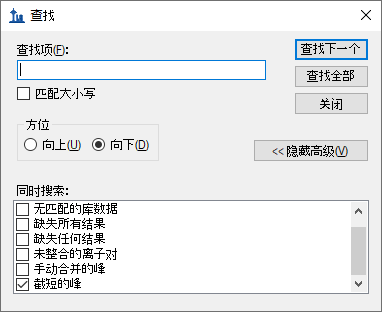 查找
查找项(F):
查找下一个
查找全部
匹配大小写
关闭
方位
向上(U)
向下(D)
<< 隐藏高级(V)
同时搜索:
无匹配的库数据
缺失所有结果
缺失任何结果
未整合的离子对
手动合并的峰
截短的峰